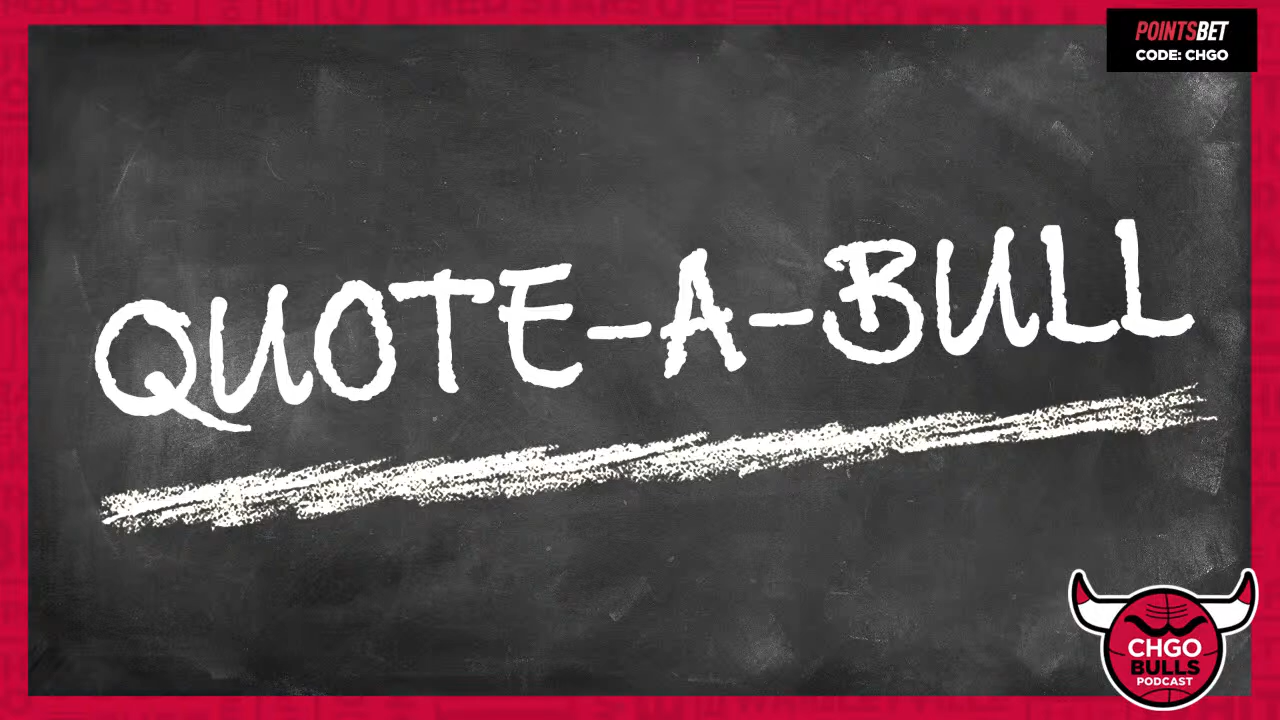 POINTSBET
CODE: CHGO
QUOTE-A-BULL
CHGO
BULLS
PODCAST